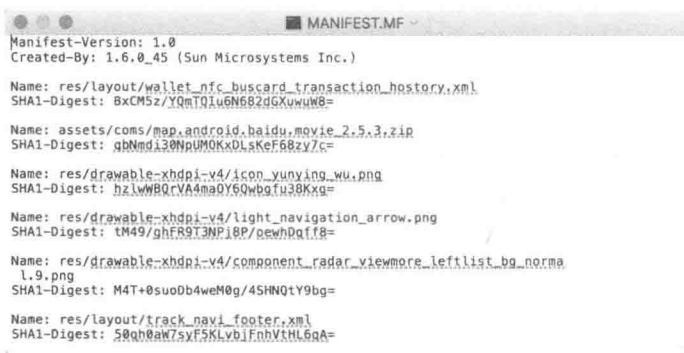 MANIFEST.MF
Manifest-Version: 1.0
Created-By: 1.6.0_45 (Sun Microsystems Inc.)
Name: res/layout/wallet_nfc_buscard_transaction_hostory.xml
SHA1-Digest: BxCM5z/YQmTQIu6N682dGXuwuW8=
Name: assets/coms/map.android.baidu.movie_2.5.3.zip
SHA1-Digest: qbNmdi30NpUMOKxDLsKeF68zy7c=
Name: res/drawable-xhdpi-v4/icon_yunying_wu.png
SHA1-Digest: hzlwWBQrVA4maOY6Qwbgfu38Kxg=
Name: res/drawable-xhdpi-v4/light_navigation_arrow.png
SHA1-Digest: tM49/ghFR9T3NPj8P/oewhDqff8=
Name: res/drawable-xhdpi-v4/component_radar_viewmore_leftlist_bg_norma
l.9.png
SHA1-Digest: M4T+0suoDb4weM0g/4SHNQtY9bg=
Name: res/layout/track_navi_footer.xml
SHA1-Digest: 50qh0aW7syF5KLvbjFnhVtHL6qA=